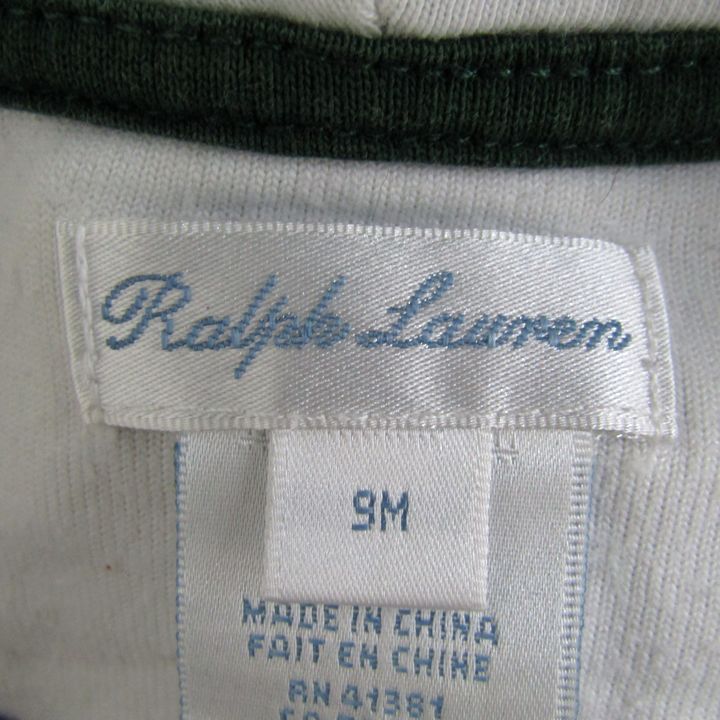 Ralph Lauren
9M
MADE IN CHINA
FAIT EN CHINE
RN 41381